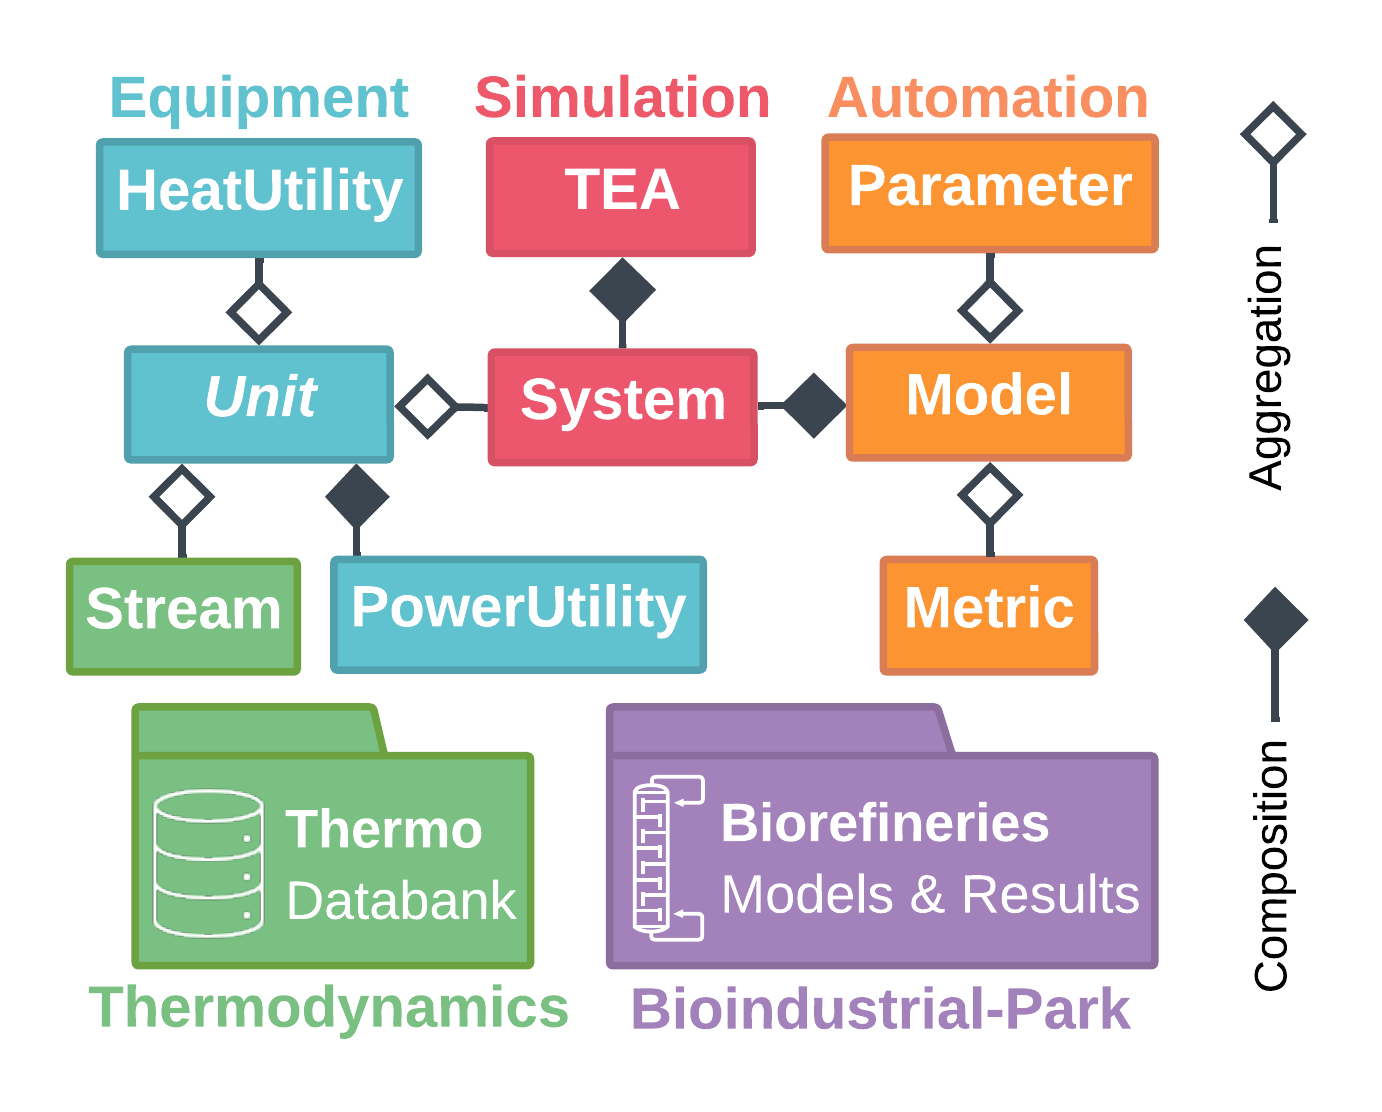 Equipment
Simulation
Automation
HeatUtility
TEA
Parameter
Aggregation
Unit
System
Model
Stream
PowerUtility
Metric
Composition
Thermo
Databank
Biorefineries
Models & Results
Thermodynamics
Bioindustrial-Park